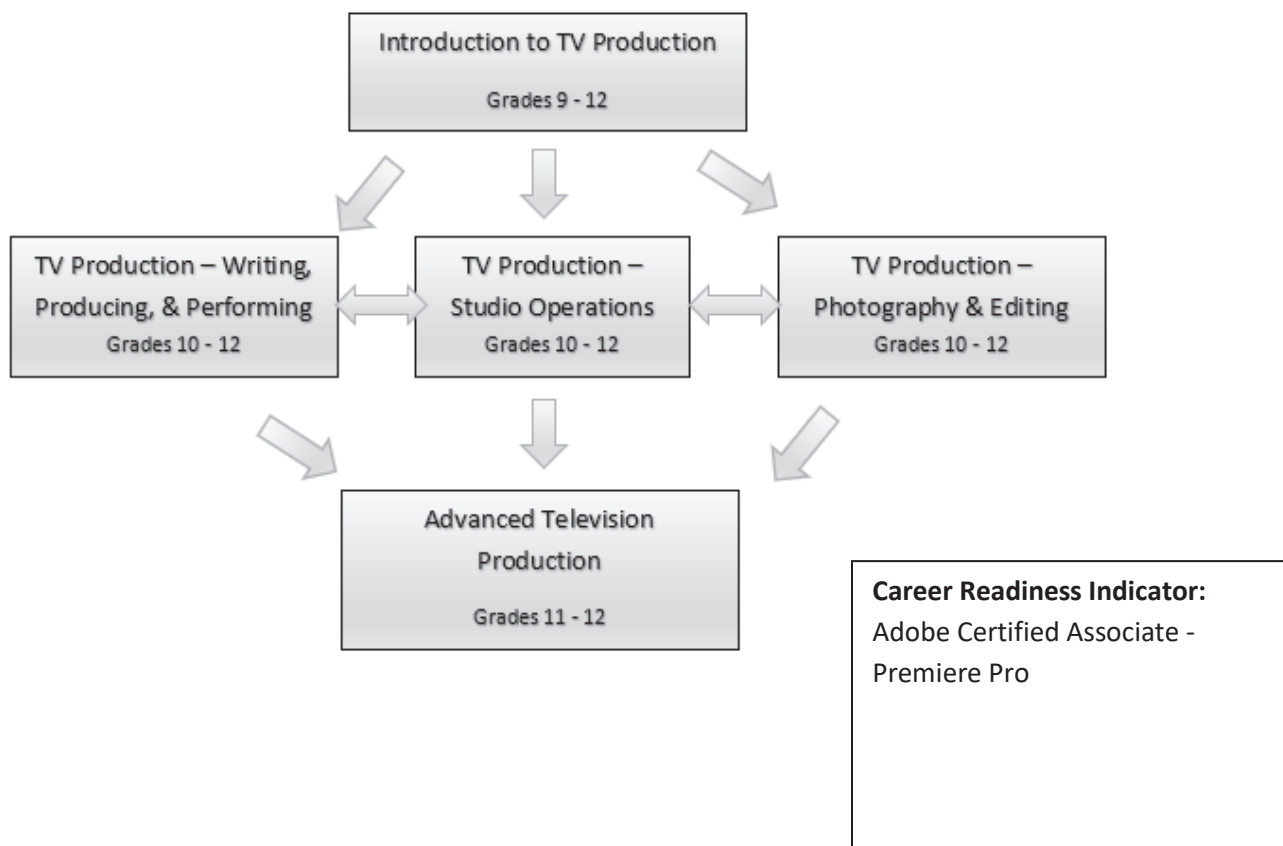 Introduction to TV Production
Grades 9 - 12
TV Production – Writing,
Producing, & Performing
Grades 10 - 12
TV Production –
Studio Operations
Grades 10 - 12
TV Production –
Photography & Editing
Grades 10 - 12
Advanced Television
Production
Grades 11 - 12
Career Readiness Indicator:
Adobe Certified Associate -
Premiere Pro